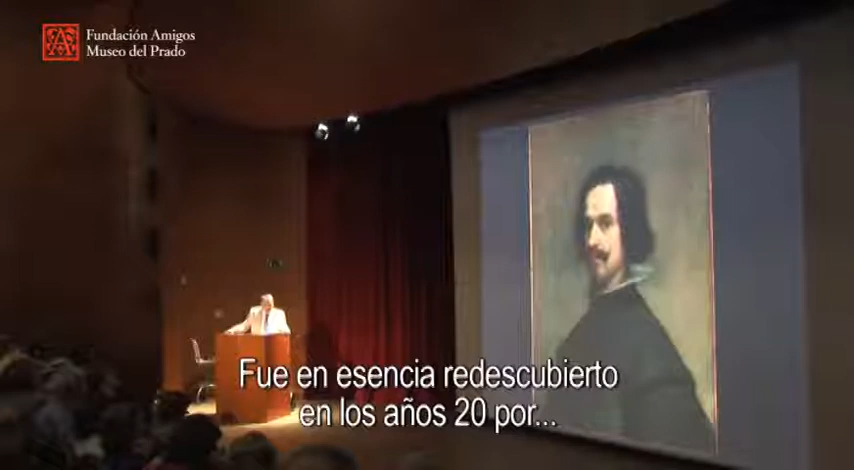 Fundación Amigos
Museo del Prado
Fue en esencia redescubierto
en los años 20 por...